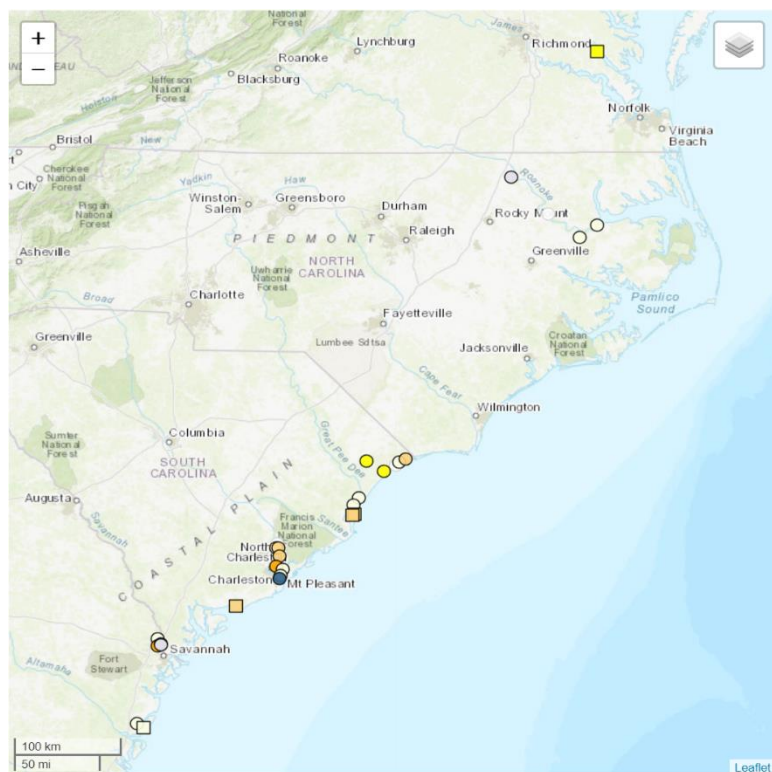 +
−
National
Forest
Lynchburg
James
Richmond
Roanoke
Blacksburg
Jefferson
National
Forest
Norfolk
Virginia
Beach
Holston
New
Bristol
n City
Cherokee
National
Forest
Roanoke
Yadkin
Haw
Pisgah
National
Forest
Winston-
Salem
Greensboro
Durham
Rocky Mount
Raleigh
PIEDMONT
Greenville
Asheville
NORTH
CAROLINA
Uwharrie
National
Forest
Broad
Charlotte
Pamlico
Sound
Fayetteville
Greenville
Lumbee Sdtsa
Croatan
National
Forest
Jacksonville
Cape Fear
Wilmington
Columbia
Great Pee Dee
Sumter
National
Forest
SOUTH
CAROLINA
COASTAL PLAIN
Augusta
Savannah
Francis
Marion
National
Forest
Santee
North
Charlest
Charleston
Mt Pleasant
Savannah
Fort
Stewart
Altamaha
100 km
50 mi
Leaflet